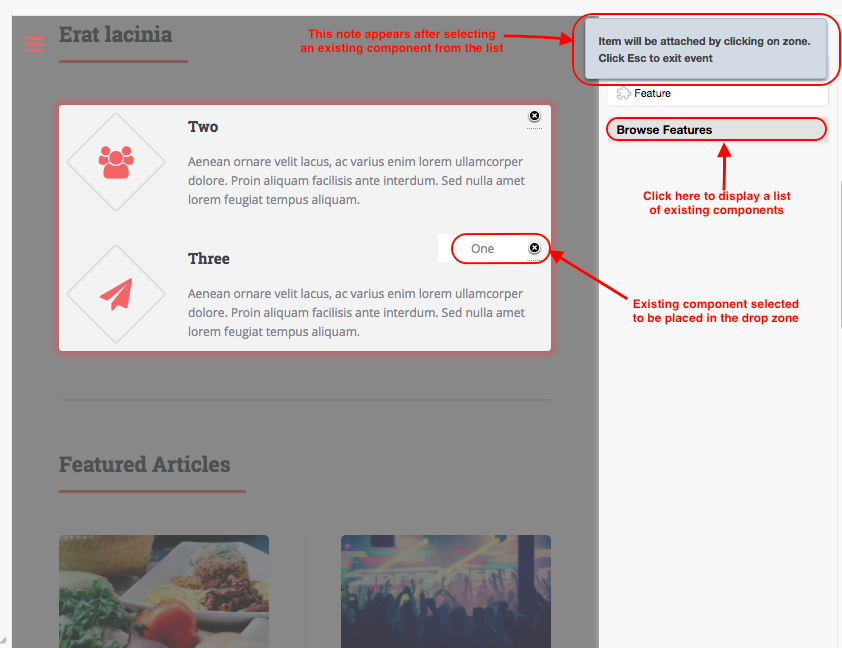 Erat lacinia
This note appears after selecting
an existing component from the list
Item will be attached by clicking on zone.
Click Esc to exit event
Feature
Browse Features
Click here to display a list
of existing components
Two
Aenean ornare velit lacus, ac varius enim lorem ullamcorper
dolore. Proin aliquam facilisis ante interdum. Sed nulla amet
lorem feugiat tempus aliquam.
One
Three
Aenean ornare velit lacus, ac varius enim lorem ullamcorper
dolore. Proin aliquam facilisis ante interdum. Sed nulla amet
lorem feugiat tempus aliquam.
Existing component selected
to be placed in the drop zone
Featured Articles